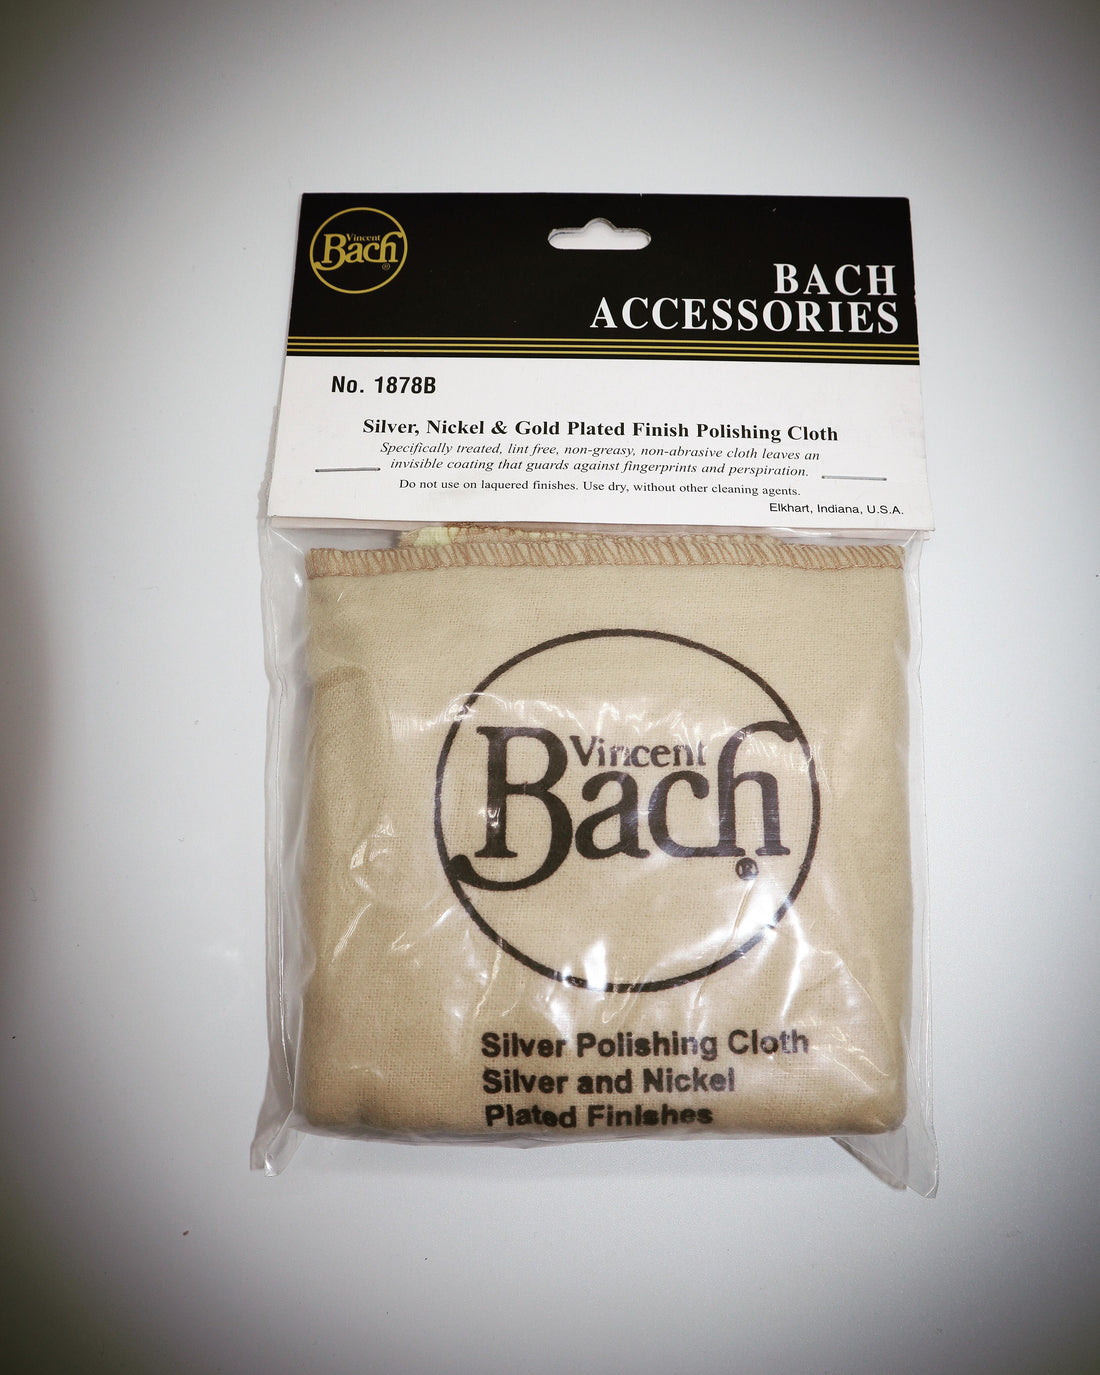 Vincent
Bach
®
BACH
ACCESSORIES
No. 1878B
Silver, Nickel & Gold Plated Finish Polishing Cloth
Specifically treated, lint free, non-greasy, non-abrasive cloth leaves an
invisible coating that guards against fingerprints and perspiration.
Do not use on laquered finishes. Use dry, without other cleaning agents.
Elkhart, Indiana, U.S.A.
Vincent
Bach
®
Silver Polishing Cloth
Silver and Nickel
Plated Finishes